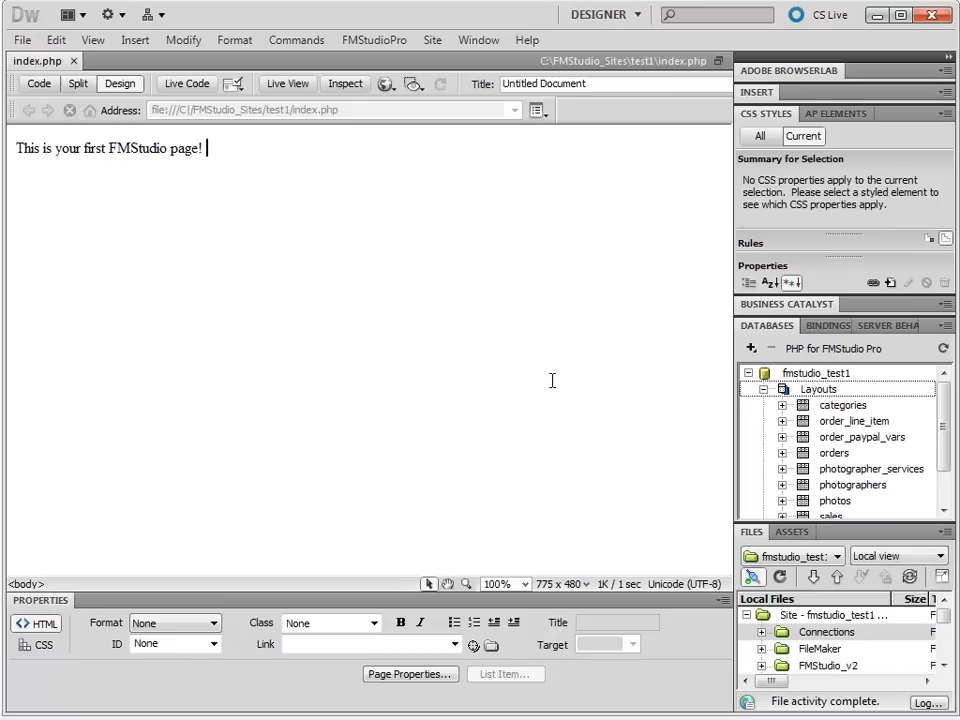 Dw DESIGNER CS Live
File Edit View Insert Modify Format Commands FMStudioPro Site Window Help
index.php C:\FMStudio_Sites\test1\index.php
Code Split Design Live Code Live View Inspect Title: Untitled Document
Address: file:///C|/FMStudio_Sites/test1/index.php
This is your first FMStudio page!
<body> 100% 775 x 480 1K / 1 sec Unicode (UTF-8)
PROPERTIES
HTML Format None Class None B I Title
CSS ID None Link Target
Page Properties... List Item...
ADOBE BROWSERLAB
INSERT
CSS STYLES AP ELEMENTS
All Current
Summary for Selection
No CSS properties apply to the current
selection. Please select a styled element to
see which CSS properties apply.
Rules
Properties
BUSINESS CATALYST
DATABASES BINDINGS SERVER BEHA
PHP for FMStudio Pro
fmstudio_test1
Layouts
categories
order_line_item
order_paypal_vars
orders
photographer_services
photographers
photos
sales
FILES ASSETS
fmstudio_test: Local view
Local Files Size T
Site - fmstudio_test1 ... F
Connections F
FileMaker F
FMStudio_v2 F
File activity complete. Log...